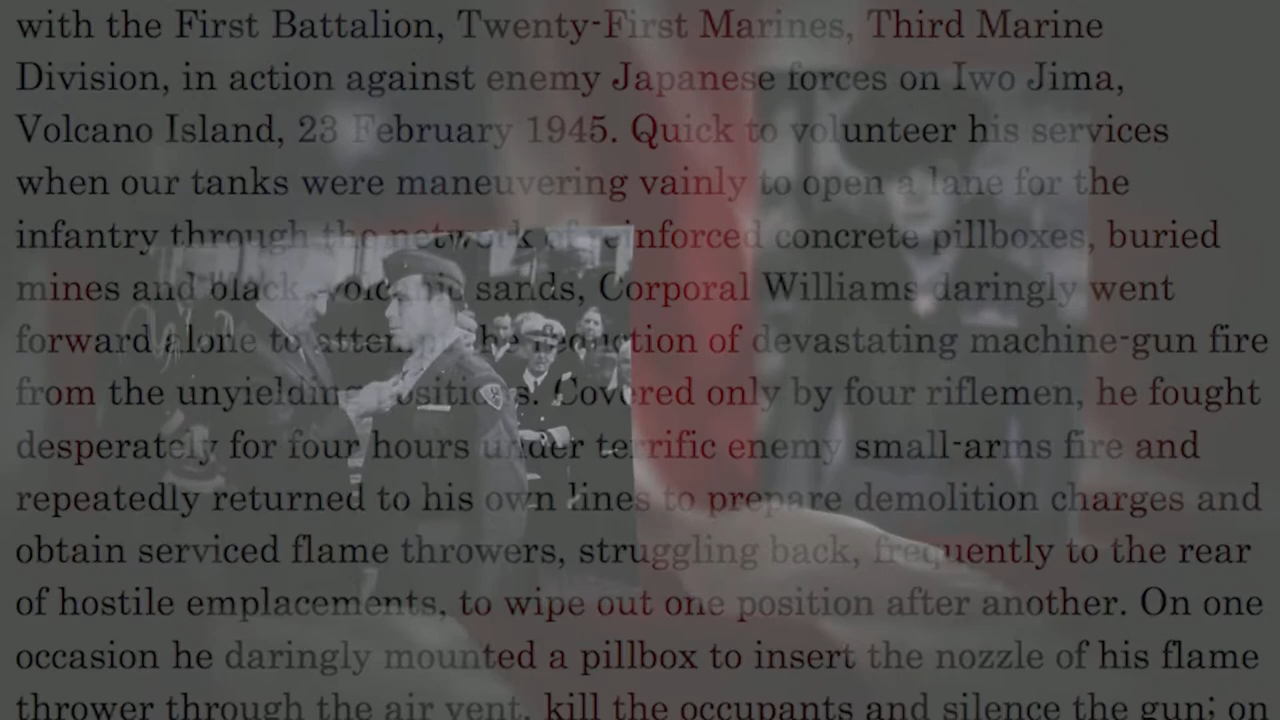 with the First Battalion, Twenty-First Marines, Third Marine
Division, in action against enemy Japanese forces on Iwo Jima,
Volcano Island, 23 February 1945. Quick to volunteer his services
when our tanks were maneuvering vainly to open a lane for the
infantry through the network of reinforced concrete pillboxes, buried
mines and black volcanic sands, Corporal Williams daringly went
forward alone to attempt the reduction of devastating machine-gun fire
from the unyielding positions. Covered only by four riflemen, he fought
desperately for four hours under terrific enemy small-arms fire and
repeatedly returned to his own lines to prepare demolition charges and
obtain serviced flame throwers, struggling back, frequently to the rear
of hostile emplacements, to wipe out one position after another. On one
occasion he daringly mounted a pillbox to insert the nozzle of his flame
thrower through the air vent, kill the occupants and silence the gun; on